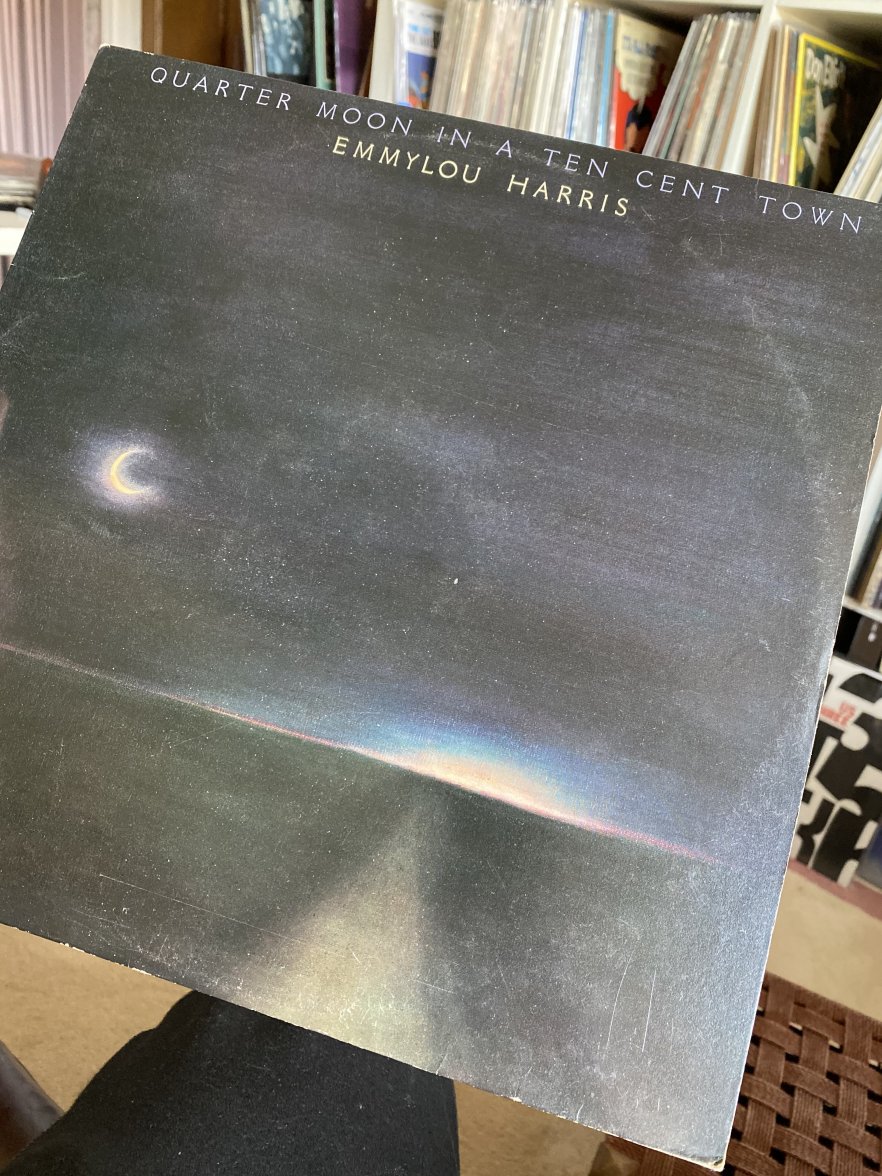 QUARTER MOON IN A TEN CENT TOWN
EMMYLOU HARRIS